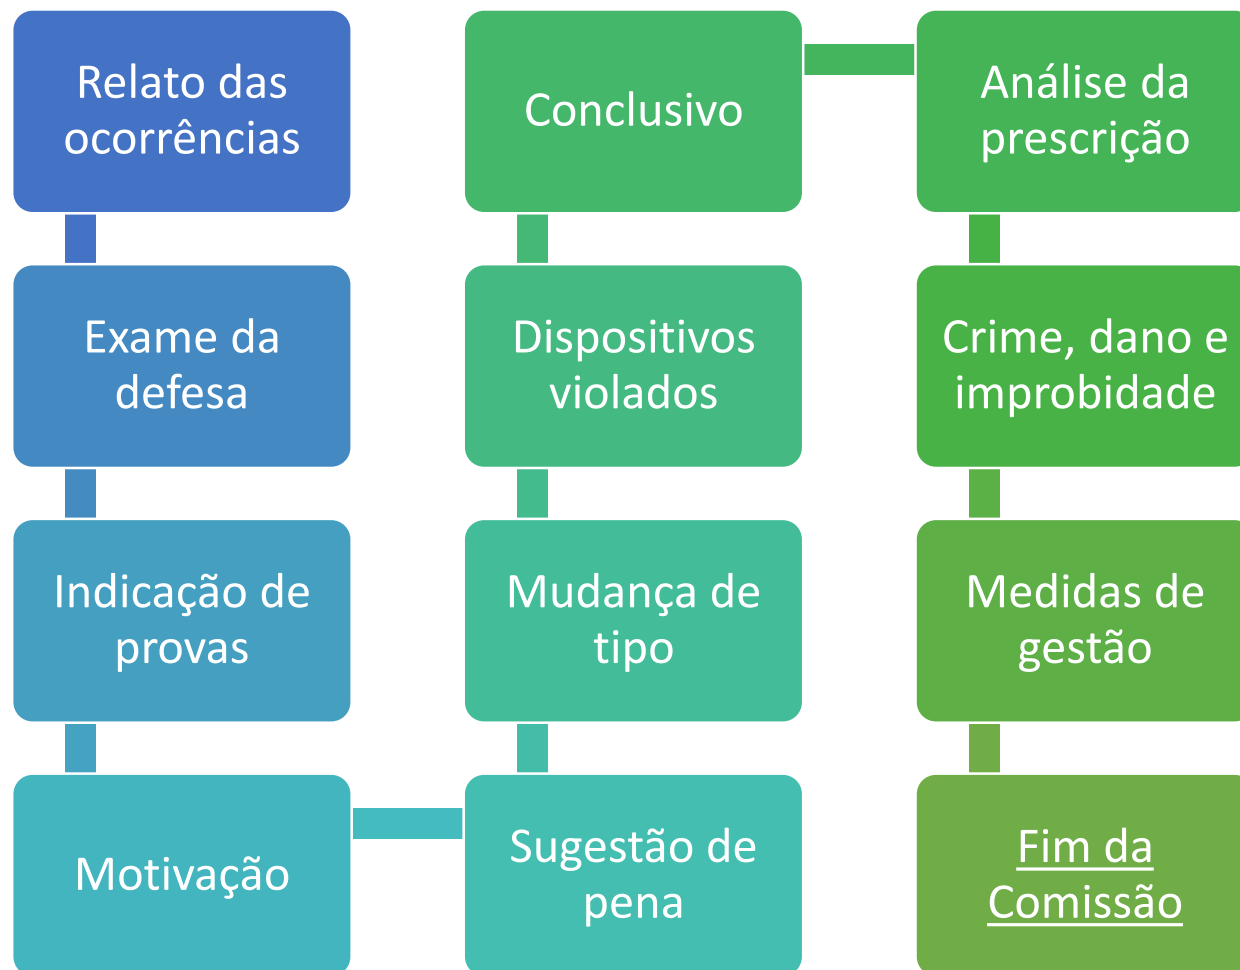 Relato das
ocorrências
Exame da
defesa
Indicação de
provas
Motivação
Sugestão de
pena
Mudança de
tipo
Dispositivos
violados
Conclusivo
Análise da
prescrição
Crime, dano e
improbidade
Medidas de
gestão
Fim da
Comissão